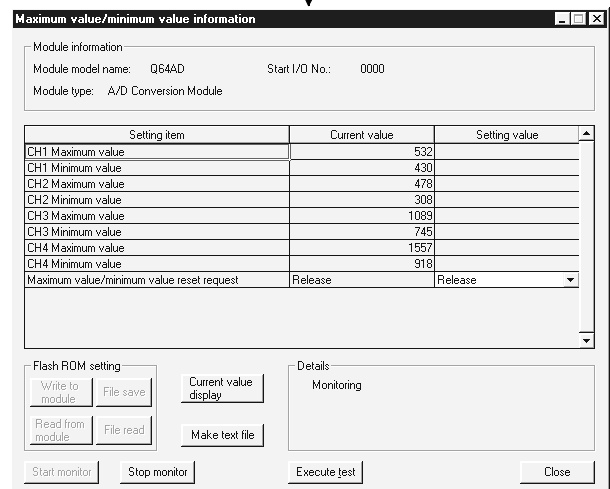 Maximum value/minimum value information
Module information
Module model name: Q64AD Start I/O No.: 0000
Module type: A/D Conversion Module
Setting item Current value Setting value
CH1 Maximum value 532
CH1 Minimum value 430
CH2 Maximum value 478
CH2 Minimum value 308
CH3 Maximum value 1089
CH3 Minimum value 745
CH4 Maximum value 1557
CH4 Minimum value 918
Maximum value/minimum value reset request Release Release
Flash ROM setting
Write to
module
File save
Read from
module
File read
Current value
display
Make text file
Details
Monitoring
Start monitor Stop monitor Execute test Close